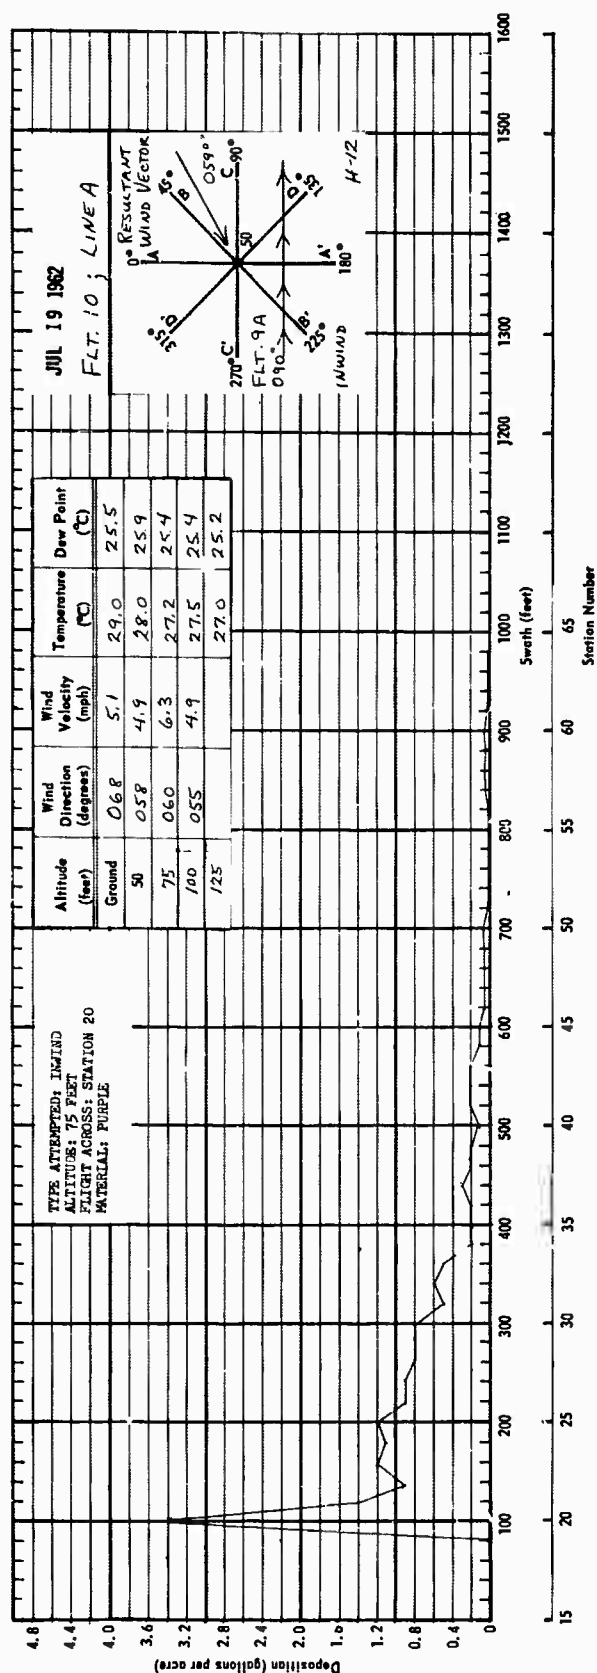 JUL 19 1962
FLT. 10 ; LINE A
TYPE ATTEMPTED: INWIND
ALTITUDE: 75 FEET
FLIGHT ACROSS: STATION 20
MATERIAL: PURPLE
Altitude (feet) Wind Direction (degrees) Wind Velocity (mph) Temperature (°C) Dew Point (°C)
Ground 068 5.1 29.0 25.5
50 058 4.9 28.0 25.9
75 060 6.3 27.2 25.4
100 055 4.9 27.5 25.4
125 27.0 25.2
RESULTANT
WIND VECTOR
0° A
45° B
059°
C 90°
50
D 135°
A' 180°
B' 225°
270° C'
315° D'
FLT. 9A
090°
INWIND
H-12
Deposition (gallons per acre)
4.8 4.4 4.0 3.6 3.2 2.8 2.4 2.0 1.6 1.2 0.8 0.4 0
100 200 300 400 500 600 700 800 900 1000 1100 1200 1300 1400 1500 1600
Swath (feet)
15 20 25 30 35 40 45 50 55 60 65
Station Number